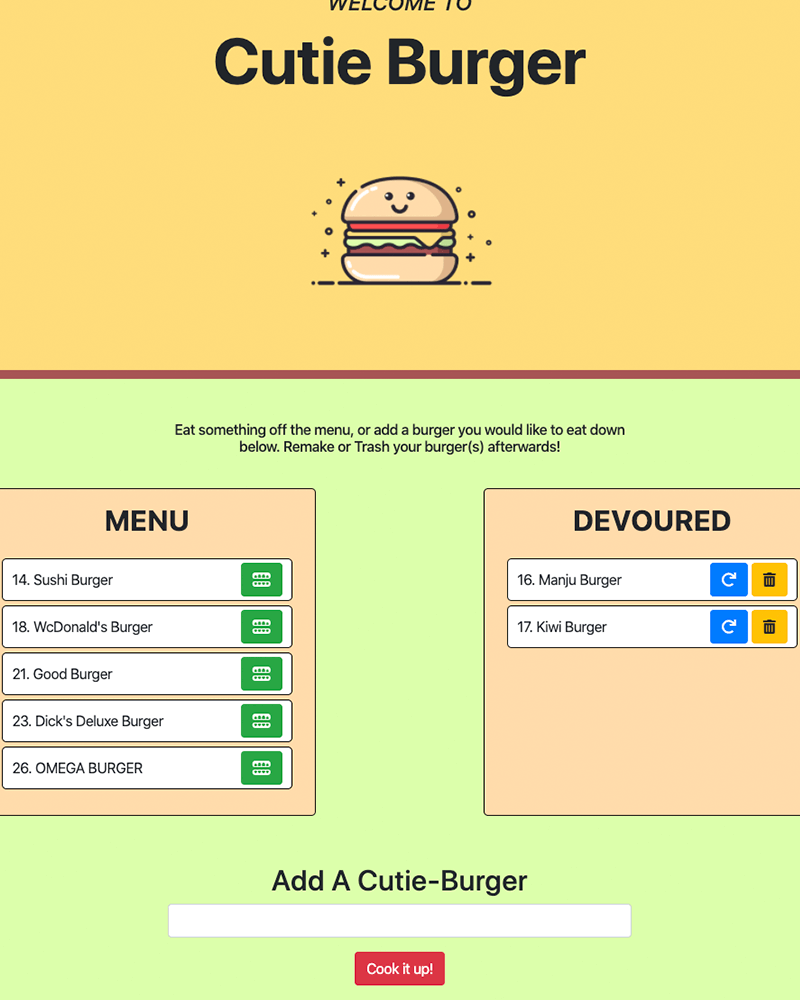 WELCOME TO
Cutie Burger
Eat something off the menu, or add a burger you would like to eat down
below. Remake or Trash your burger(s) afterwards!
MENU
14. Sushi Burger
18. WcDonald's Burger
21. Good Burger
23. Dick's Deluxe Burger
26. OMEGA BURGER
DEVOURED
16. Manju Burger
17. Kiwi Burger
Add A Cutie-Burger
Cook it up!